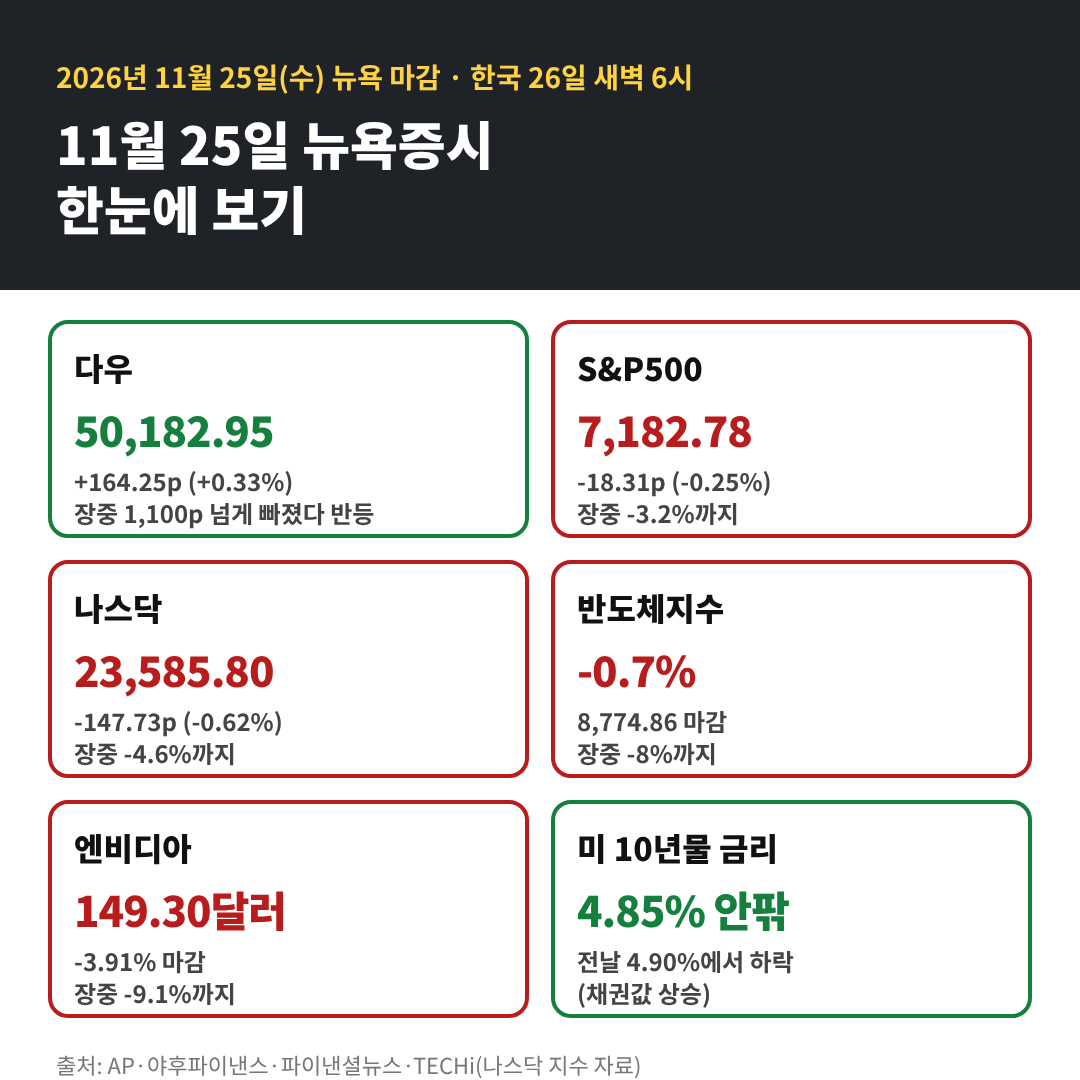 2026년 11월 25일(수) 뉴욕 마감 · 한국 26일 새벽 6시
11월 25일 뉴욕증시
한눈에 보기
다우
50,182.95
+164.25p (+0.33%)
장중 1,100p 넘게 빠졌다 반등
S&P500
7,182.78
-18.31p (-0.25%)
장중 -3.2%까지
나스닥
23,585.80
-147.73p (-0.62%)
장중 -4.6%까지
반도체지수
-0.7%
8,774.86 마감
장중 -8%까지
엔비디아
149.30달러
-3.91% 마감
장중 -9.1%까지
미 10년물 금리
4.85% 안팎
전날 4.90%에서 하락
(채권값 상승)
출처: AP·야후파이낸스·파이낸셜뉴스·TECHi(나스닥 지수 자료)